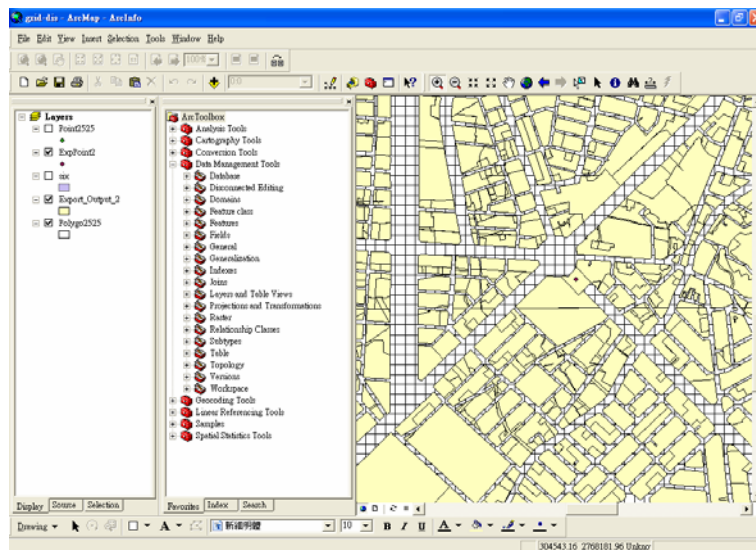 grid-dis - ArcMap - ArcInfo
File Edit View Insert Selection Tools Window Help
100%
Layers
Point2525
ExpPoint2
six
Export_Output_2
Polygo2525
ArcToolbox
Analysis Tools
Cartography Tools
Conversion Tools
Data Management Tools
Database
Disconnected Editing
Domains
Feature class
Features
Fields
General
Generalization
Indexes
Joins
Layers and Table Views
Projections and Transformations
Raster
Relationship Classes
Subtypes
Table
Topology
Versions
Workspace
Geocoding Tools
Linear Referencing Tools
Samples
Spatial Statistics Tools
Display Source Selection
Favorites Index Search
Drawing A 新細明體 10 B I U A
304543.16 2768181.96 Unkno